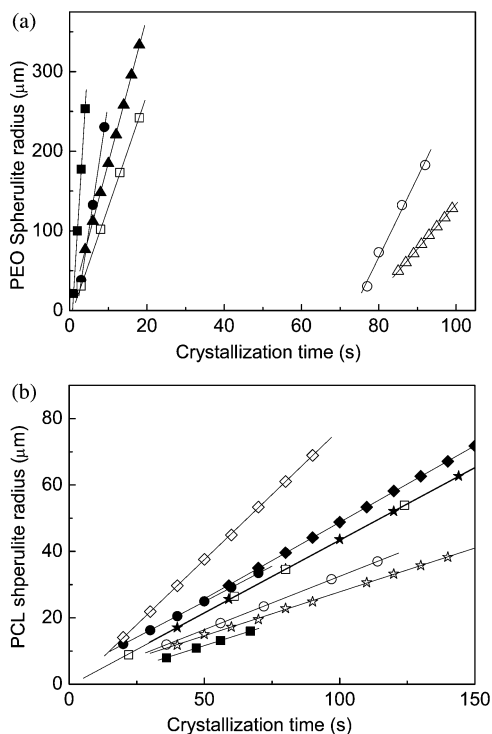 (a)
PEO Spherulite radius (μm)
300
200
100
0
0 20 40 60 80 100
Crystallization time (s)
(b)
PCL shperulite radius (μm)
80
60
40
20
0
0 50 100 150
Crystallization time (s)